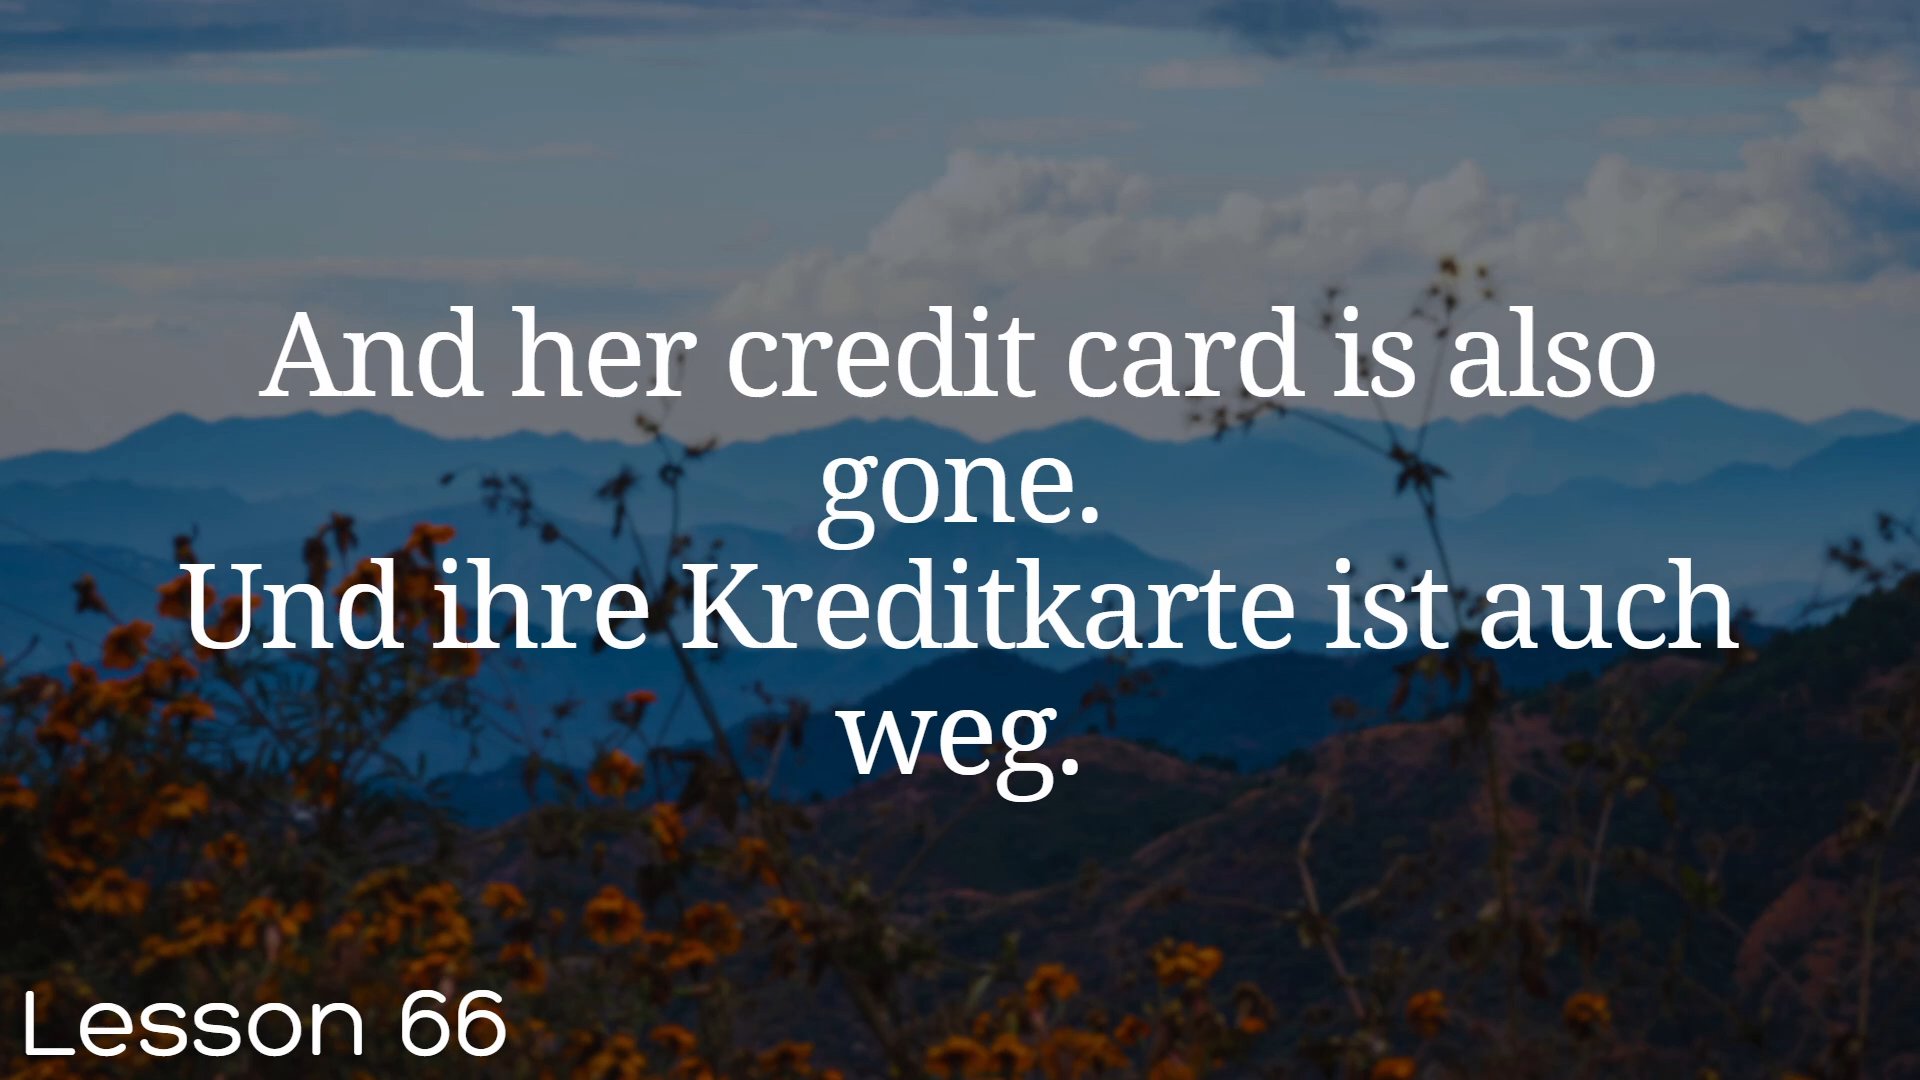 And her credit card is also
gone.
Und ihre Kreditkarte ist auch
weg.
Lesson 66